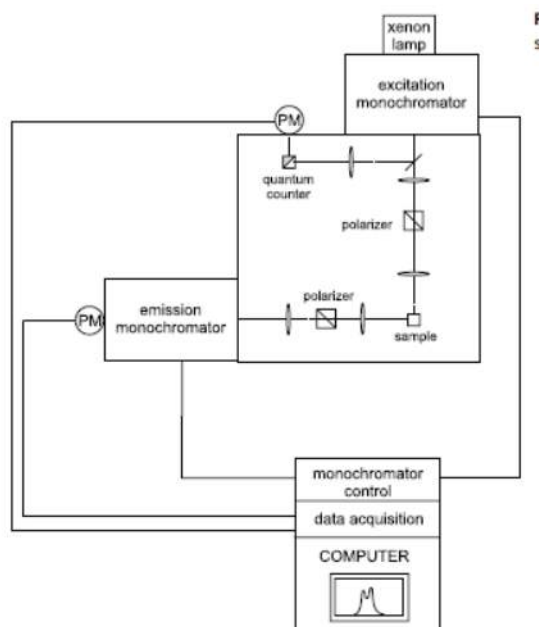 xenon
lamp
excitation
monochromator
PM
quantum
counter
polarizer
polarizer
emission
monochromator
PM
sample
monochromator
control
data acquisition
COMPUTER